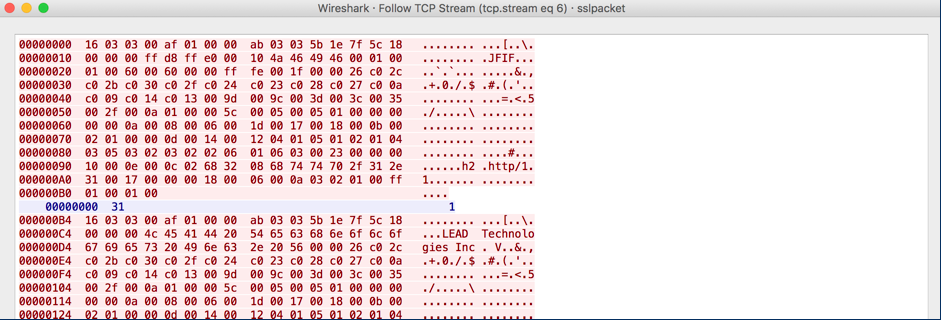 Wireshark · Follow TCP Stream (tcp.stream eq 6) · sslpacket
00000000 16 03 03 00 af 01 00 00 ab 03 03 5b 1e 7f 5c 18 ........ ...[..\.
00000010 00 00 00 ff d8 ff e0 00 10 4a 46 49 46 00 01 00 ........ .JFIF...
00000020 01 00 60 00 60 00 00 ff fe 00 1f 00 00 26 c0 2c ..`.`... .....&.,
00000030 c0 2b c0 30 c0 2f c0 24 c0 23 c0 28 c0 27 c0 0a .+.0./.$ .#.(.'..
00000040 c0 09 c0 14 c0 13 00 9d 00 9c 00 3d 00 3c 00 35 ........ ...=.<.5
00000050 00 2f 00 0a 01 00 00 5c 00 05 00 05 01 00 00 00 ./.....\ ........
00000060 00 00 0a 00 08 00 06 00 1d 00 17 00 18 00 0b 00 ........ ........
00000070 02 01 00 00 0d 00 14 00 12 04 01 05 01 02 01 04 ........ ........
00000080 03 05 03 02 03 02 02 06 01 06 03 00 23 00 00 00 ........ ....#...
00000090 10 00 0e 00 0c 02 68 32 08 68 74 74 70 2f 31 2e ......h2 .http/1.
000000A0 31 00 17 00 00 00 18 00 06 00 0a 03 02 01 00 ff 1....... ........
000000B0 01 00 01 00 ....
00000000 31 1
000000B4 16 03 03 00 af 01 00 00 ab 03 03 5b 1e 7f 5c 18 ........ ...[..\.
000000C4 00 00 00 4c 45 41 44 20 54 65 63 68 6e 6f 6c 6f ...LEAD Technolo
000000D4 67 69 65 73 20 49 6e 63 2e 20 56 00 00 26 c0 2c gies Inc . V..&.,
000000E4 c0 2b c0 30 c0 2f c0 24 c0 23 c0 28 c0 27 c0 0a .+.0./.$ .#.(.'..
000000F4 c0 09 c0 14 c0 13 00 9d 00 9c 00 3d 00 3c 00 35 ........ ...=.<.5
00000104 00 2f 00 0a 01 00 00 5c 00 05 00 05 01 00 00 00 ./.....\ ........
00000114 00 00 0a 00 08 00 06 00 1d 00 17 00 18 00 0b 00 ........ ........
00000124 02 01 00 00 0d 00 14 00 12 04 01 05 01 02 01 04 ........ ........